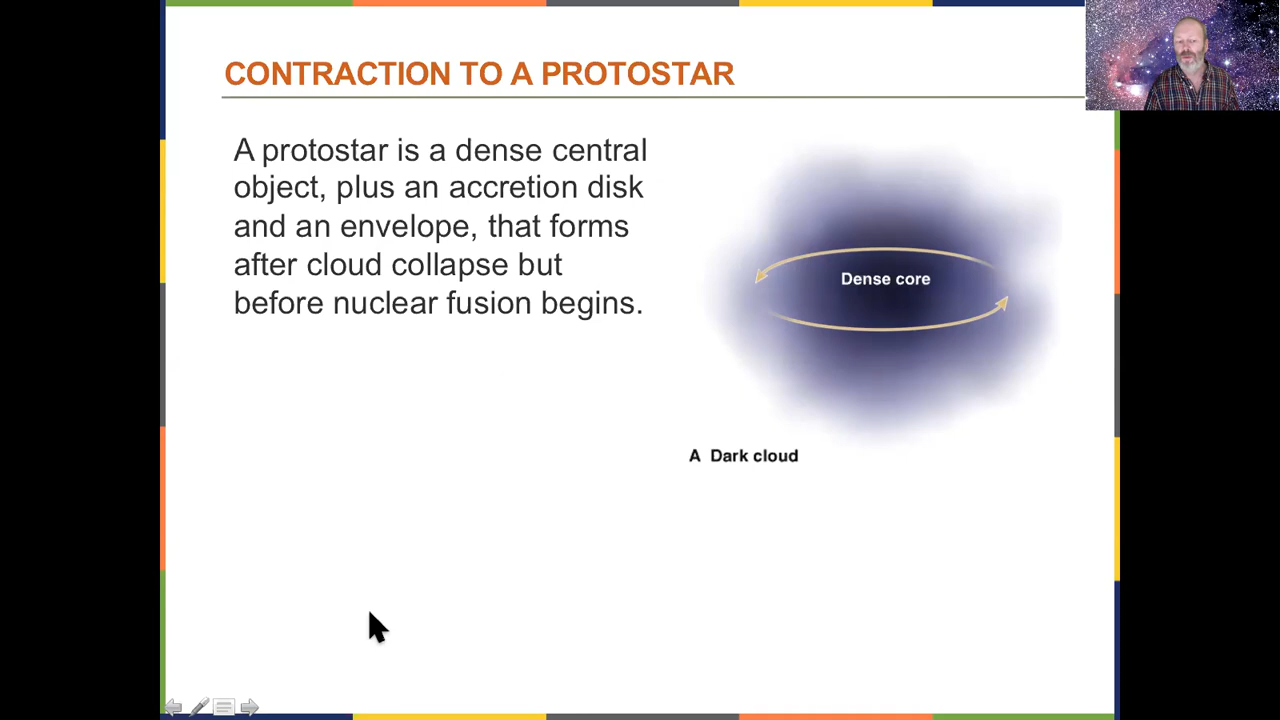 CONTRACTION TO A PROTOSTAR
A protostar is a dense central
object, plus an accretion disk
and an envelope, that forms
after cloud collapse but
before nuclear fusion begins.
Dense core
A Dark cloud